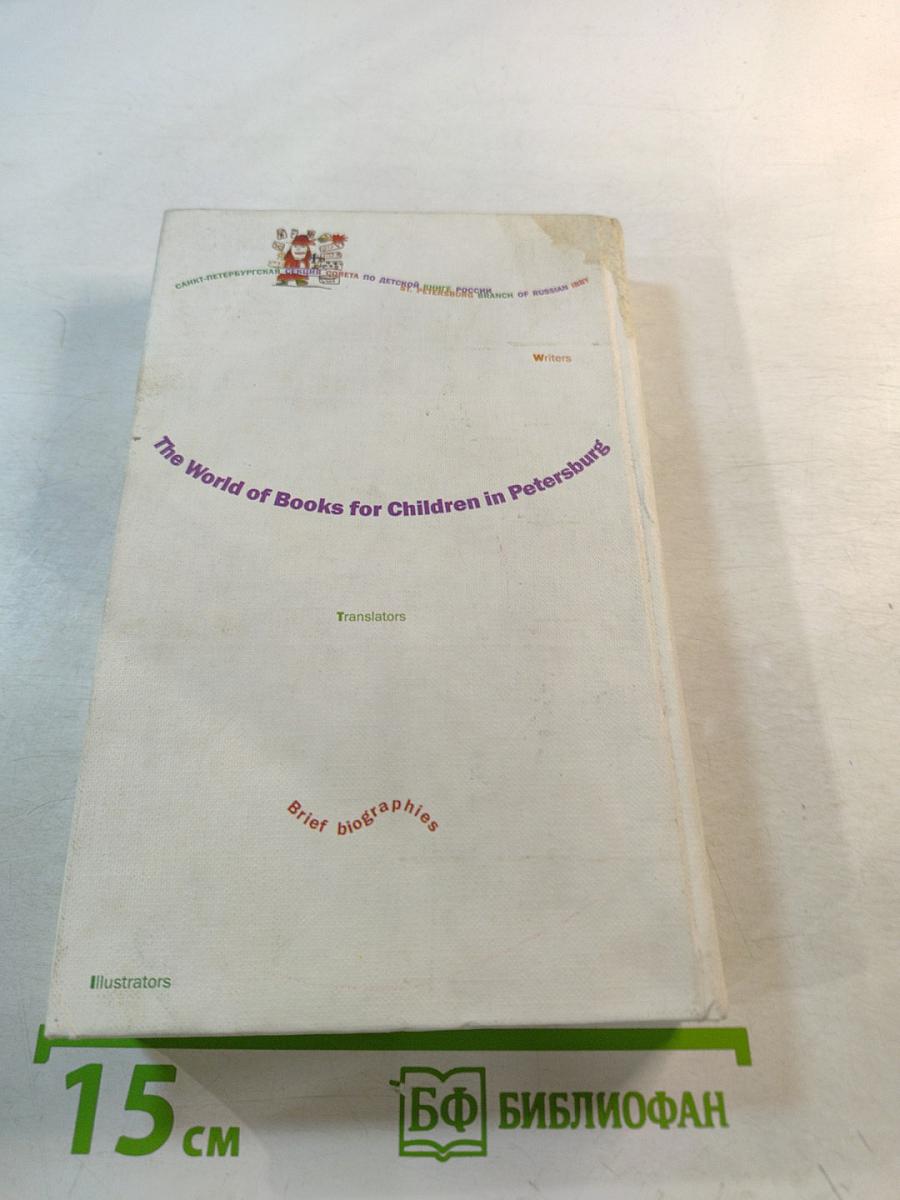 САНКТ-ПЕТЕРБУРГСКАЯ СЕКЦИЯ СОВЕТА ПО ДЕТСКОЙ КНИГЕ РОССИИ
ST. PETERSBURG BRANCH OF RUSSIAN IBBY
Writers
The World of Books for Children in Petersburg
Translators
Brief biographies
Illustrators
15 см
БФ БИБЛИОФАН